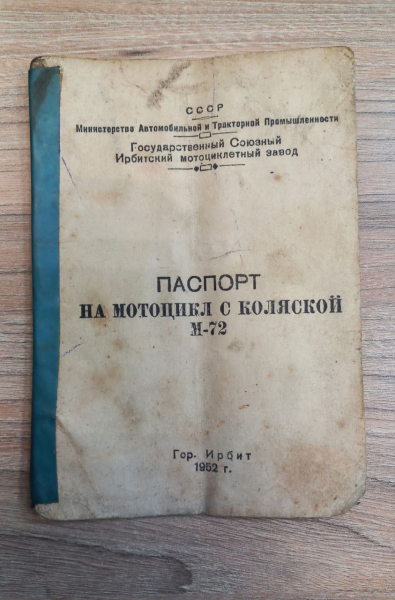 СССР
Министерство Автомобильной и Тракторной Промышленности
Государственный Союзный
Ирбитский мотоциклетный завод
ПАСПОРТ
НА МОТОЦИКЛ С КОЛЯСКОЙ
М-72
Гор. Ирбит
1952 г.